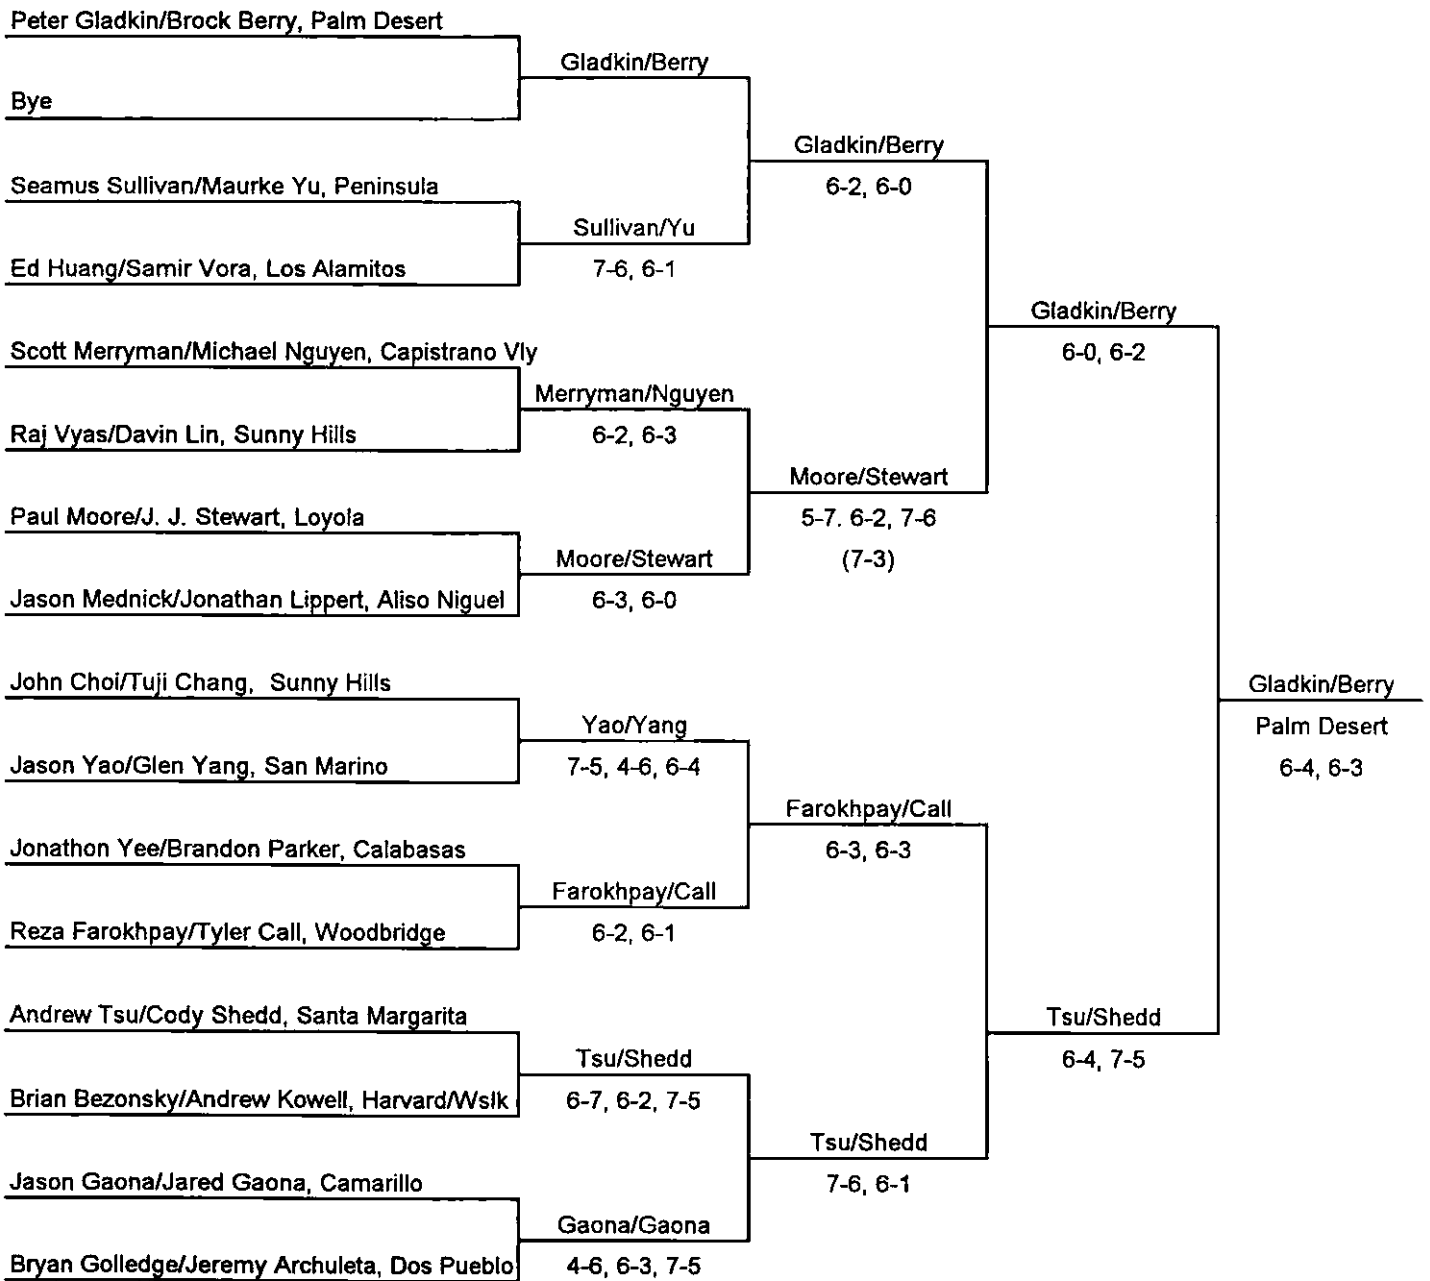 Peter Gladkin/Brock Berry, Palm Desert
Gladkin/Berry
Bye
Gladkin/Berry
6-2, 6-0
Seamus Sullivan/Maurke Yu, Peninsula
Sullivan/Yu
7-6, 6-1
Ed Huang/Samir Vora, Los Alamitos
Gladkin/Berry
6-0, 6-2
Scott Merryman/Michael Nguyen, Capistrano Vly
Merryman/Nguyen
6-2, 6-3
Raj Vyas/Davin Lin, Sunny Hills
Moore/Stewart
5-7. 6-2, 7-6
(7-3)
Paul Moore/J. J. Stewart, Loyola
Moore/Stewart
6-3, 6-0
Jason Mednick/Jonathan Lippert, Aliso Niguel
Gladkin/Berry
Palm Desert
6-4, 6-3
John Choi/Tuji Chang, Sunny Hills
Yao/Yang
7-5, 4-6, 6-4
Jason Yao/Glen Yang, San Marino
Farokhpay/Call
6-3, 6-3
Jonathon Yee/Brandon Parker, Calabasas
Farokhpay/Call
6-2, 6-1
Reza Farokhpay/Tyler Call, Woodbridge
Tsu/Shedd
6-4, 7-5
Andrew Tsu/Cody Shedd, Santa Margarita
Tsu/Shedd
6-7, 6-2, 7-5
Brian Bezonsky/Andrew Kowell, Harvard/Wslk
Tsu/Shedd
7-6, 6-1
Jason Gaona/Jared Gaona, Camarillo
Gaona/Gaona
4-6, 6-3, 7-5
Bryan Golledge/Jeremy Archuleta, Dos Pueblo